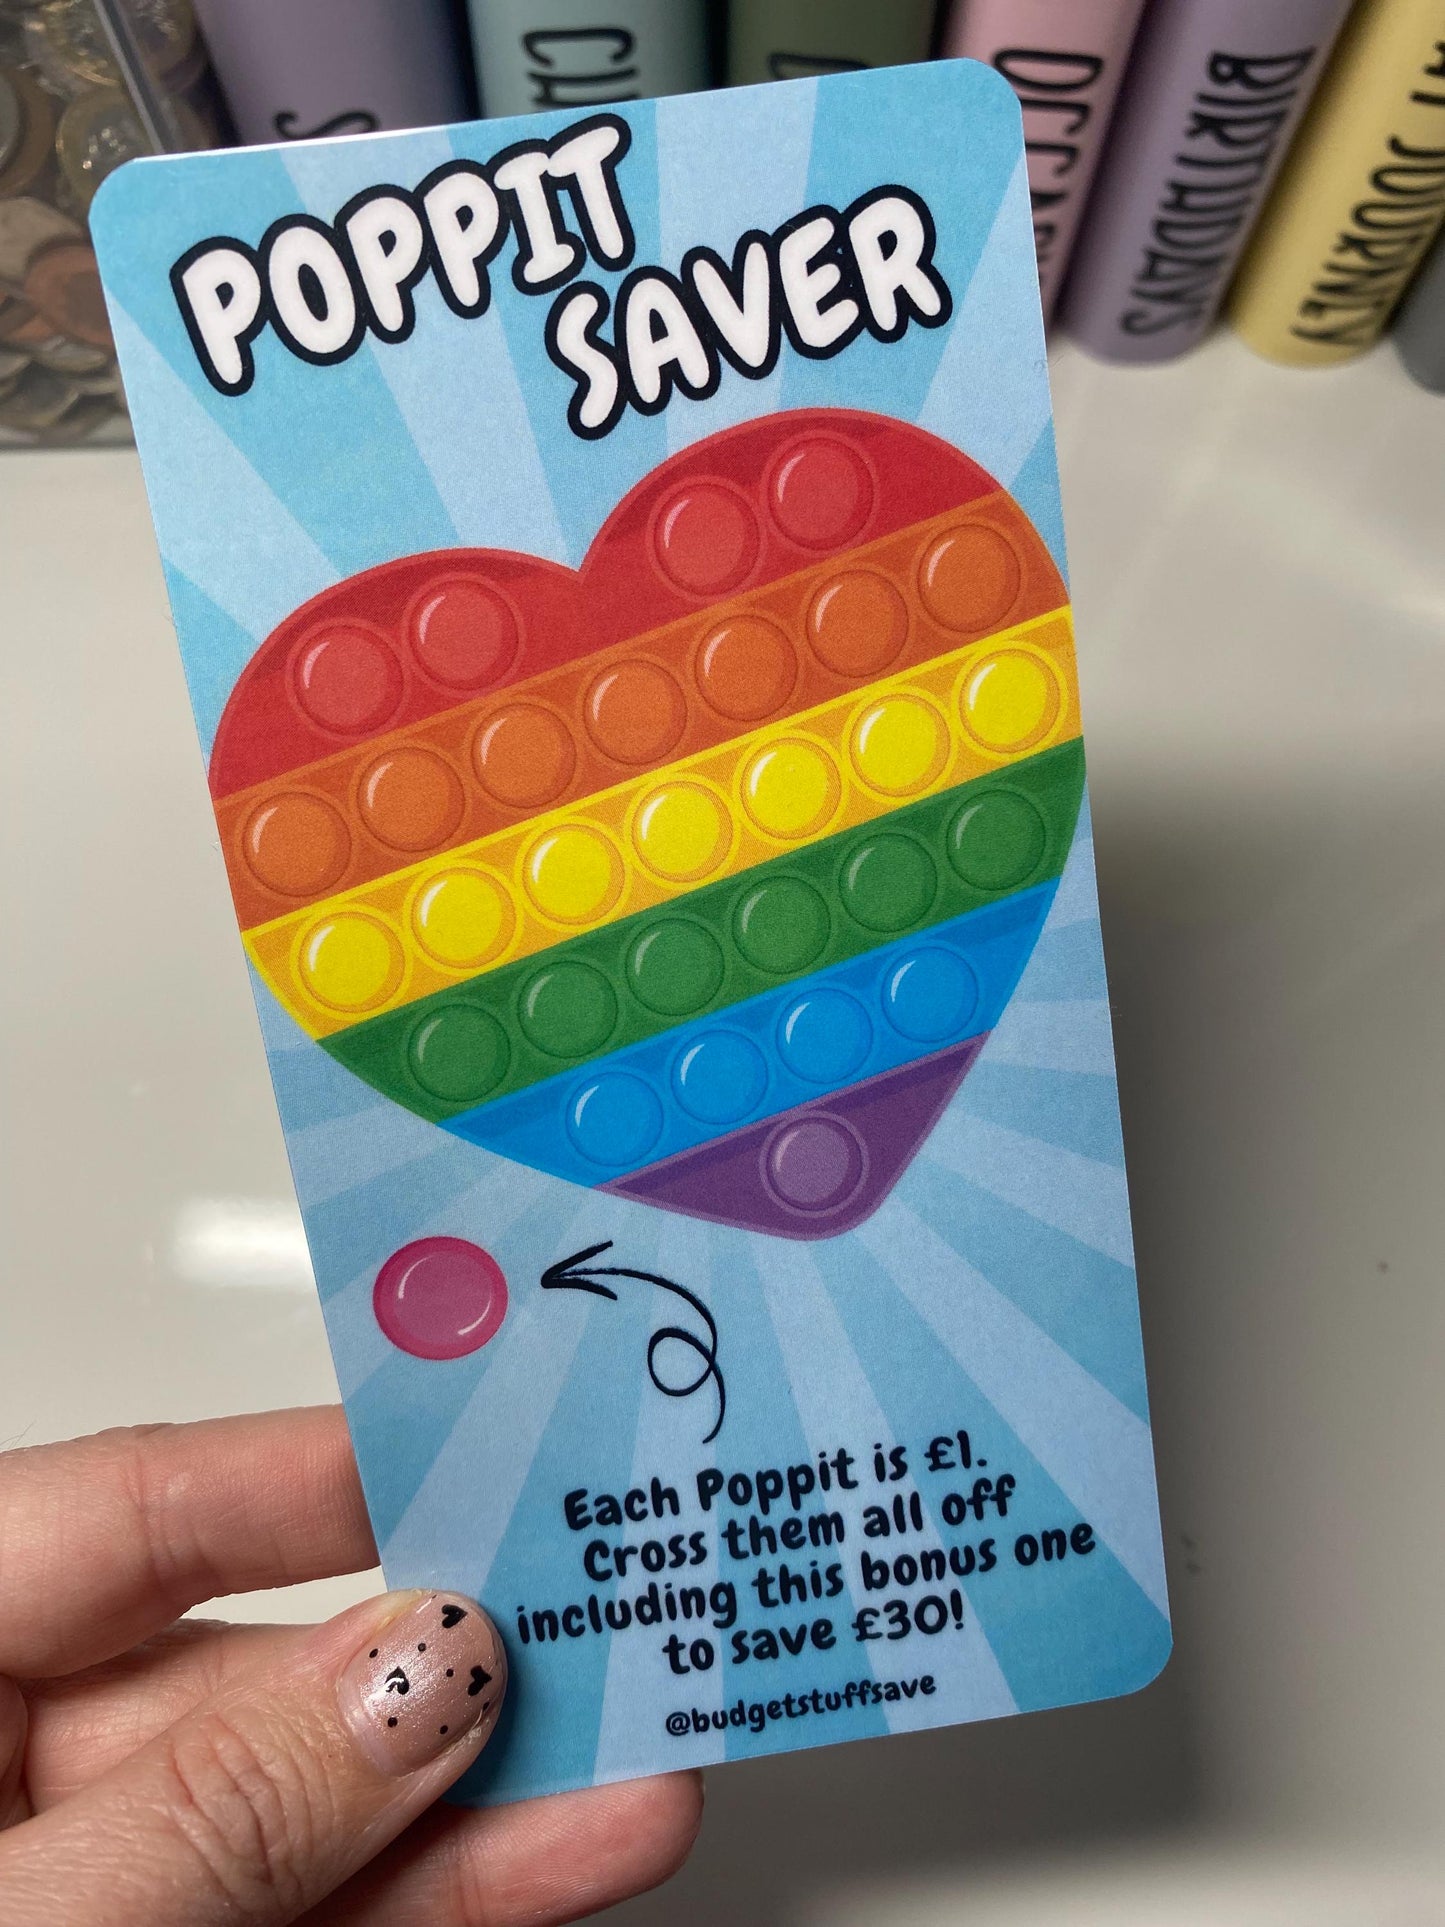 BIRTHDAYS
JOURNEY
POPPIT
SAVER
Each Poppit is £1.
Cross them all off
including this bonus one
to save £30!
@budgetstuffsave